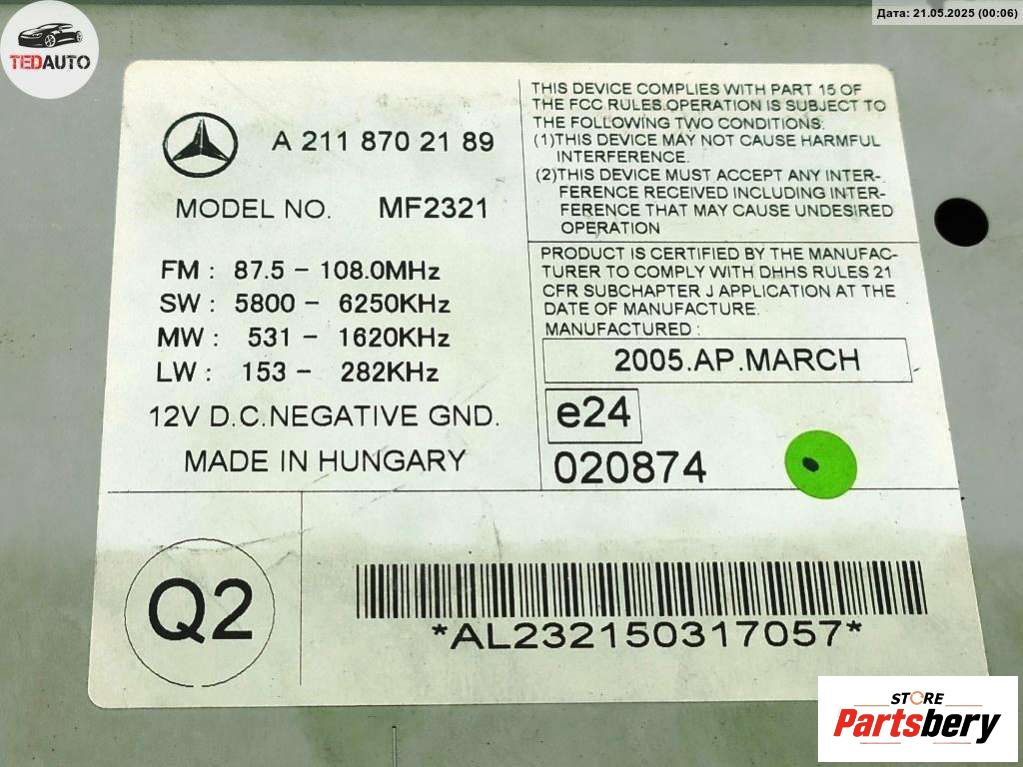 TEDAUTO
Дата: 21.05.2025 (00:06)
A 211 870 21 89
MODEL NO. MF2321
FM : 87.5 - 108.0MHz
SW : 5800 - 6250KHz
MW : 531 - 1620KHz
LW : 153 - 282KHz
12V D.C.NEGATIVE GND.
MADE IN HUNGARY
THIS DEVICE COMPLIES WITH PART 15 OF
THE FCC RULES.OPERATION IS SUBJECT TO
THE FOLLOWING TWO CONDITIONS:
(1)THIS DEVICE MAY NOT CAUSE HARMFUL
INTERFERENCE.
(2)THIS DEVICE MUST ACCEPT ANY INTER-
FERENCE RECEIVED INCLUDING INTER-
FERENCE THAT MAY CAUSE UNDESIRED
OPERATION
PRODUCT IS CERTIFIED BY THE MANUFAC-
TURER TO COMPLY WITH DHHS RULES 21
CFR SUBCHAPTER J APPLICATION AT THE
DATE OF MANUFACTURE.
MANUFACTURED :
2005.AP.MARCH
e24
020874
Q2
*AL232150317057*
STORE
Partsbery